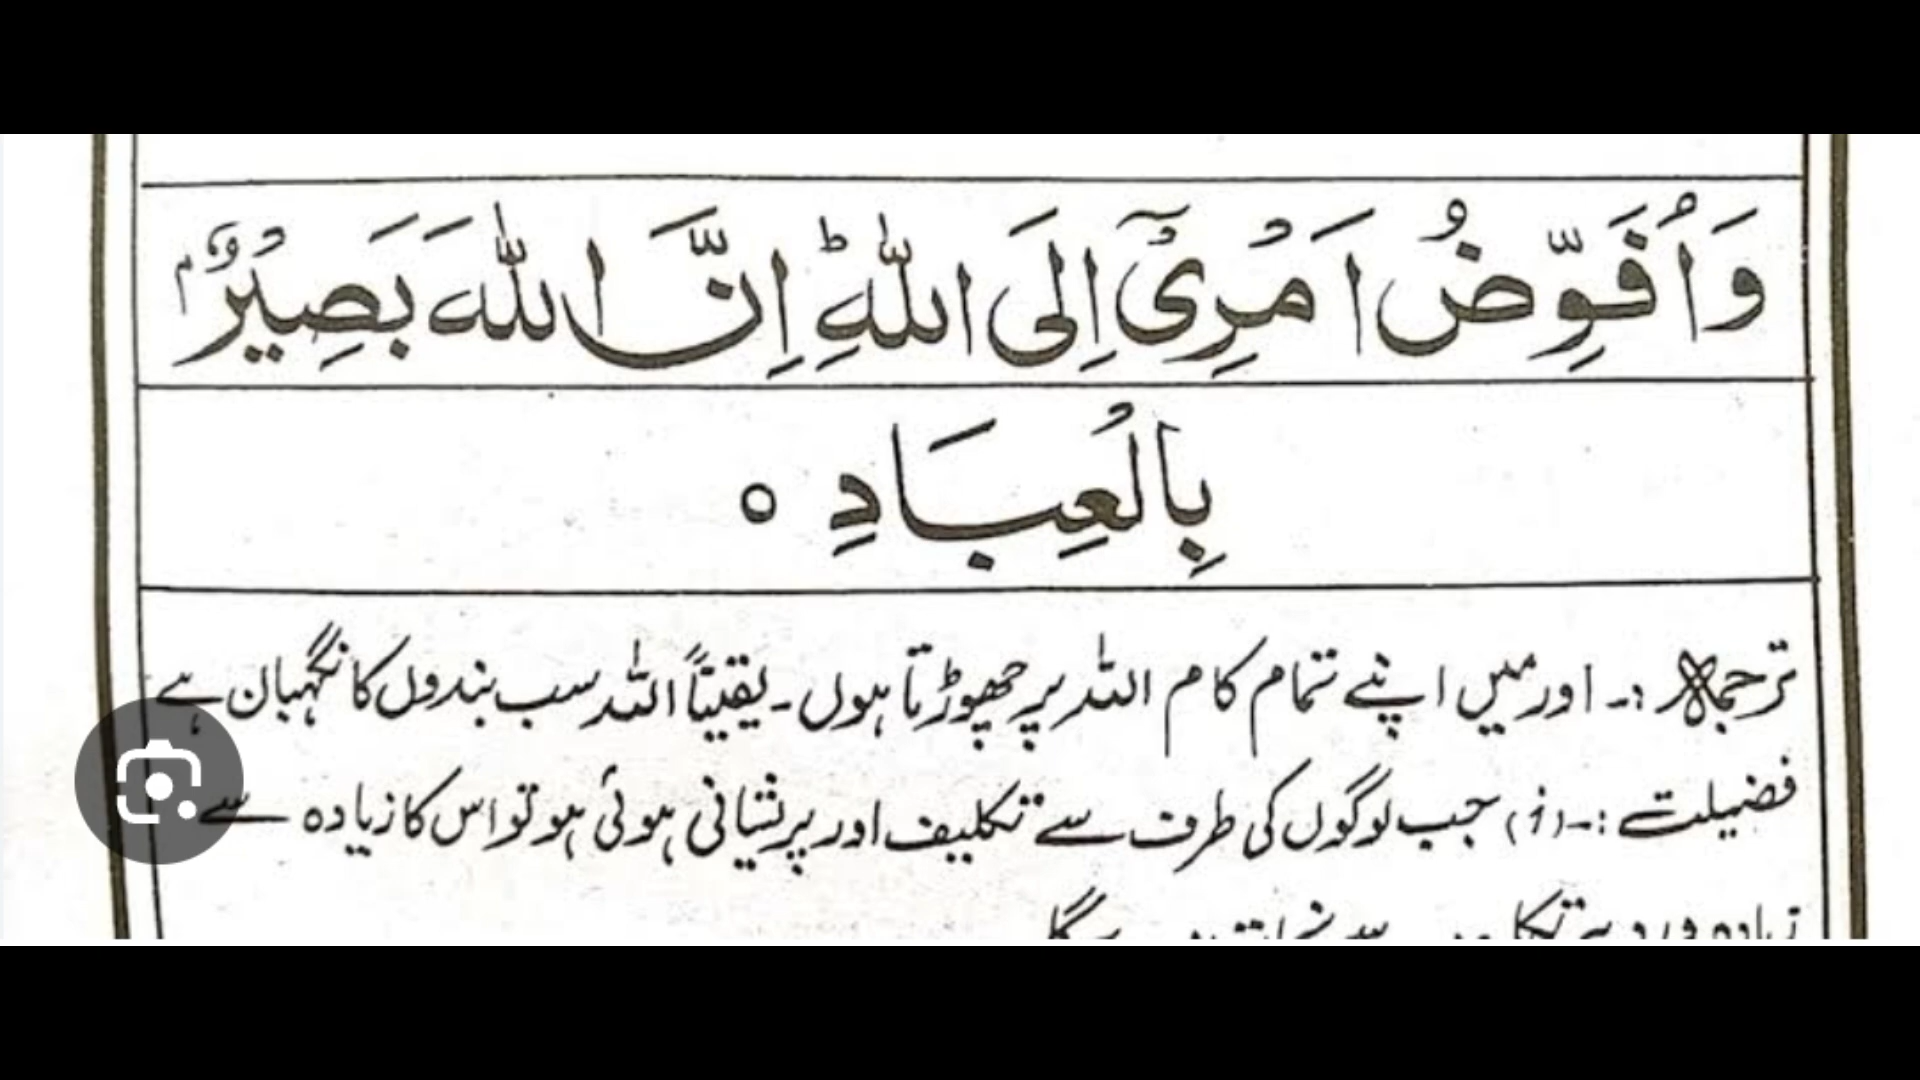 وَاُفَوِّضُ اَمْرِیْۤ اِلَی اللّٰهِؕ اِنَّ اللّٰهَ بَصِیْرٌۢ
بِالْعِبَادِ ○
ترجمہ :۔ اور میں اپنے تمام کام اللہ پر چھوڑتا ہوں۔ یقیناً اللہ سب بندوں کا نگہبان ہے
فضیلت :۔ (i) جب لوگوں کی طرف سے تکلیف اور پریشانی ہوئی ہو تو اس کا زیادہ سے